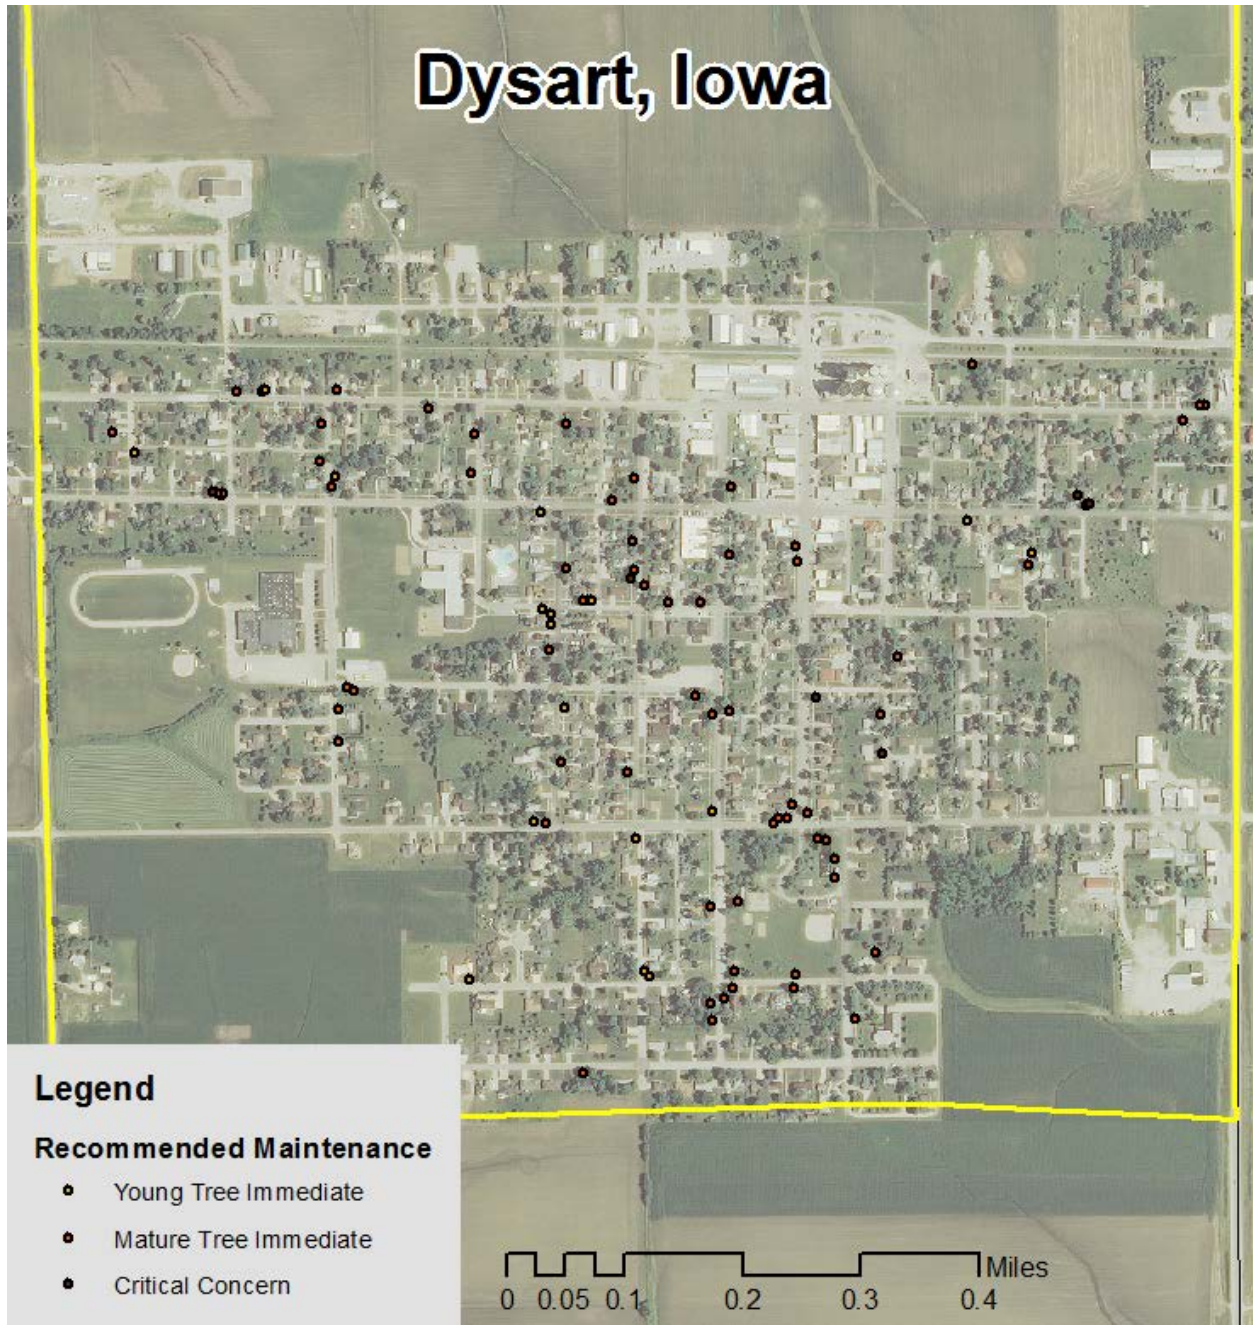 Dysart, Iowa
Legend
Recommended Maintenance
Young Tree Immediate
Mature Tree Immediate
Critical Concern
Miles
0 0.05 0.1 0.2 0.3 0.4